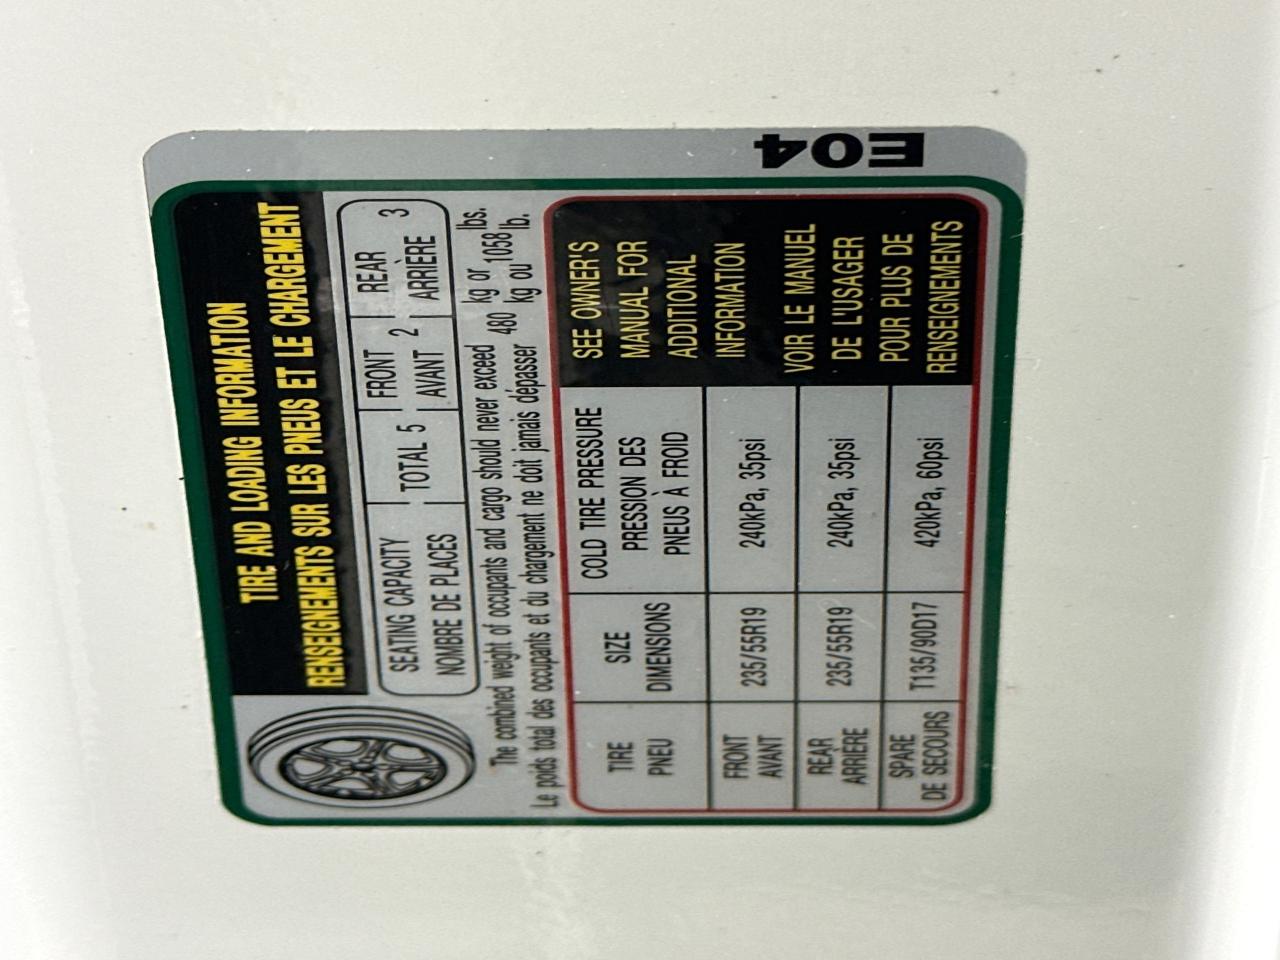 E04
TIRE AND LOADING INFORMATION
RENSEIGNEMENTS SUR LES PNEUS ET LE CHARGEMENT
SEATING CAPACITY
NOMBRE DE PLACES
TOTAL 5
FRONT
AVANT 2
REAR
ARRIÈRE 3
The combined weight of occupants and cargo should never exceed 480 kg or 1058 lbs.
Le poids total des occupants et du chargement ne doit jamais dépasser kg ou lb.
TIRE
PNEU
SIZE
DIMENSIONS
COLD TIRE PRESSURE
PRESSION DES
PNEUS À FROID
FRONT
AVANT
235/55R19
240kPa, 35psi
REAR
ARRIÈRE
235/55R19
240kPa, 35psi
SPARE
DE SECOURS
T135/90D17
420kPa, 60psi
SEE OWNER'S
MANUAL FOR
ADDITIONAL
INFORMATION
VOIR LE MANUEL
DE L'USAGER
POUR PLUS DE
RENSEIGNEMENTS